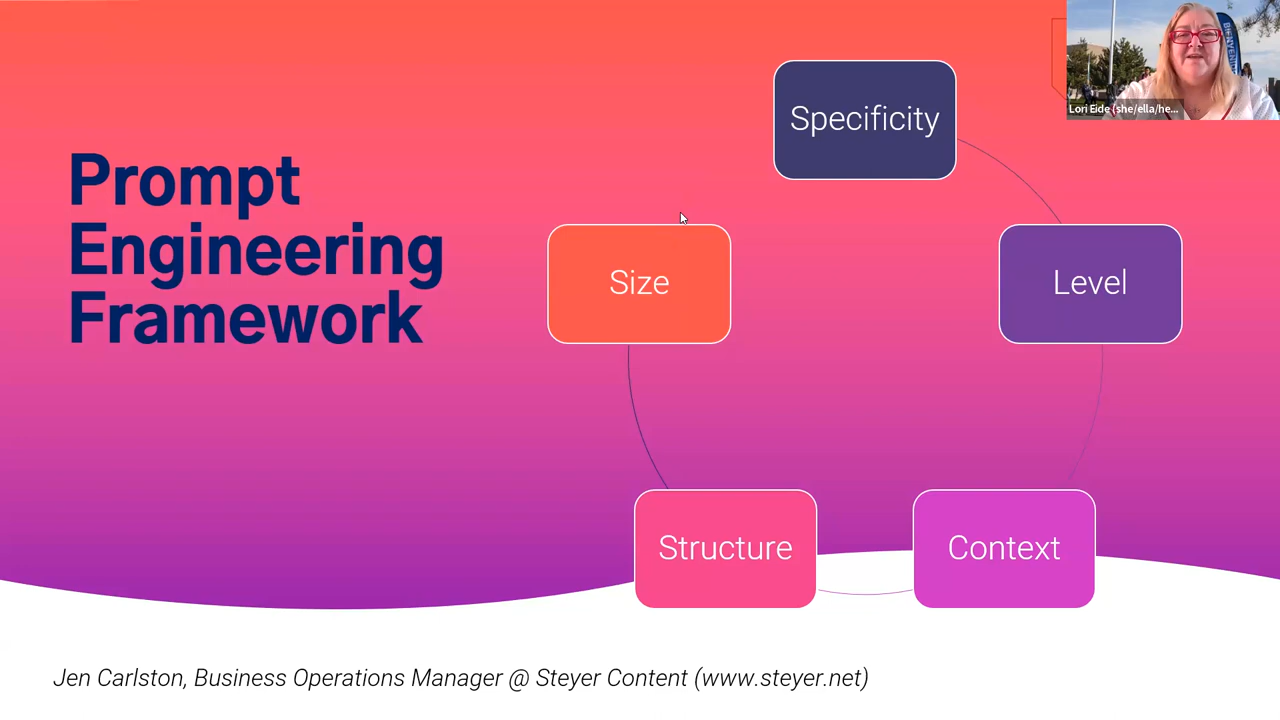 Prompt
Engineering
Framework
Specificity
Level
Context
Structure
Size
Jen Carlston, Business Operations Manager @ Steyer Content (www.steyer.net)
Lori Eide (she/ella/he...